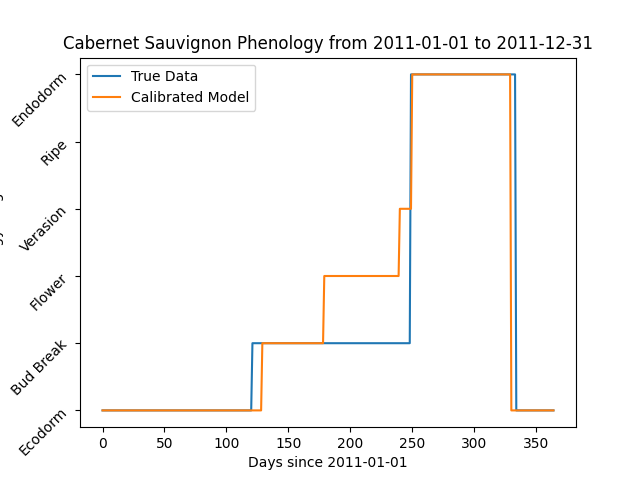 Cabernet Sauvignon Phenology from 2011-01-01 to 2011-12-31
True Data
Calibrated Model
Endodorm
Ripe
Verasion
Flower
Bud Break
Ecodorm
0 50 100 150 200 250 300 350
Days since 2011-01-01